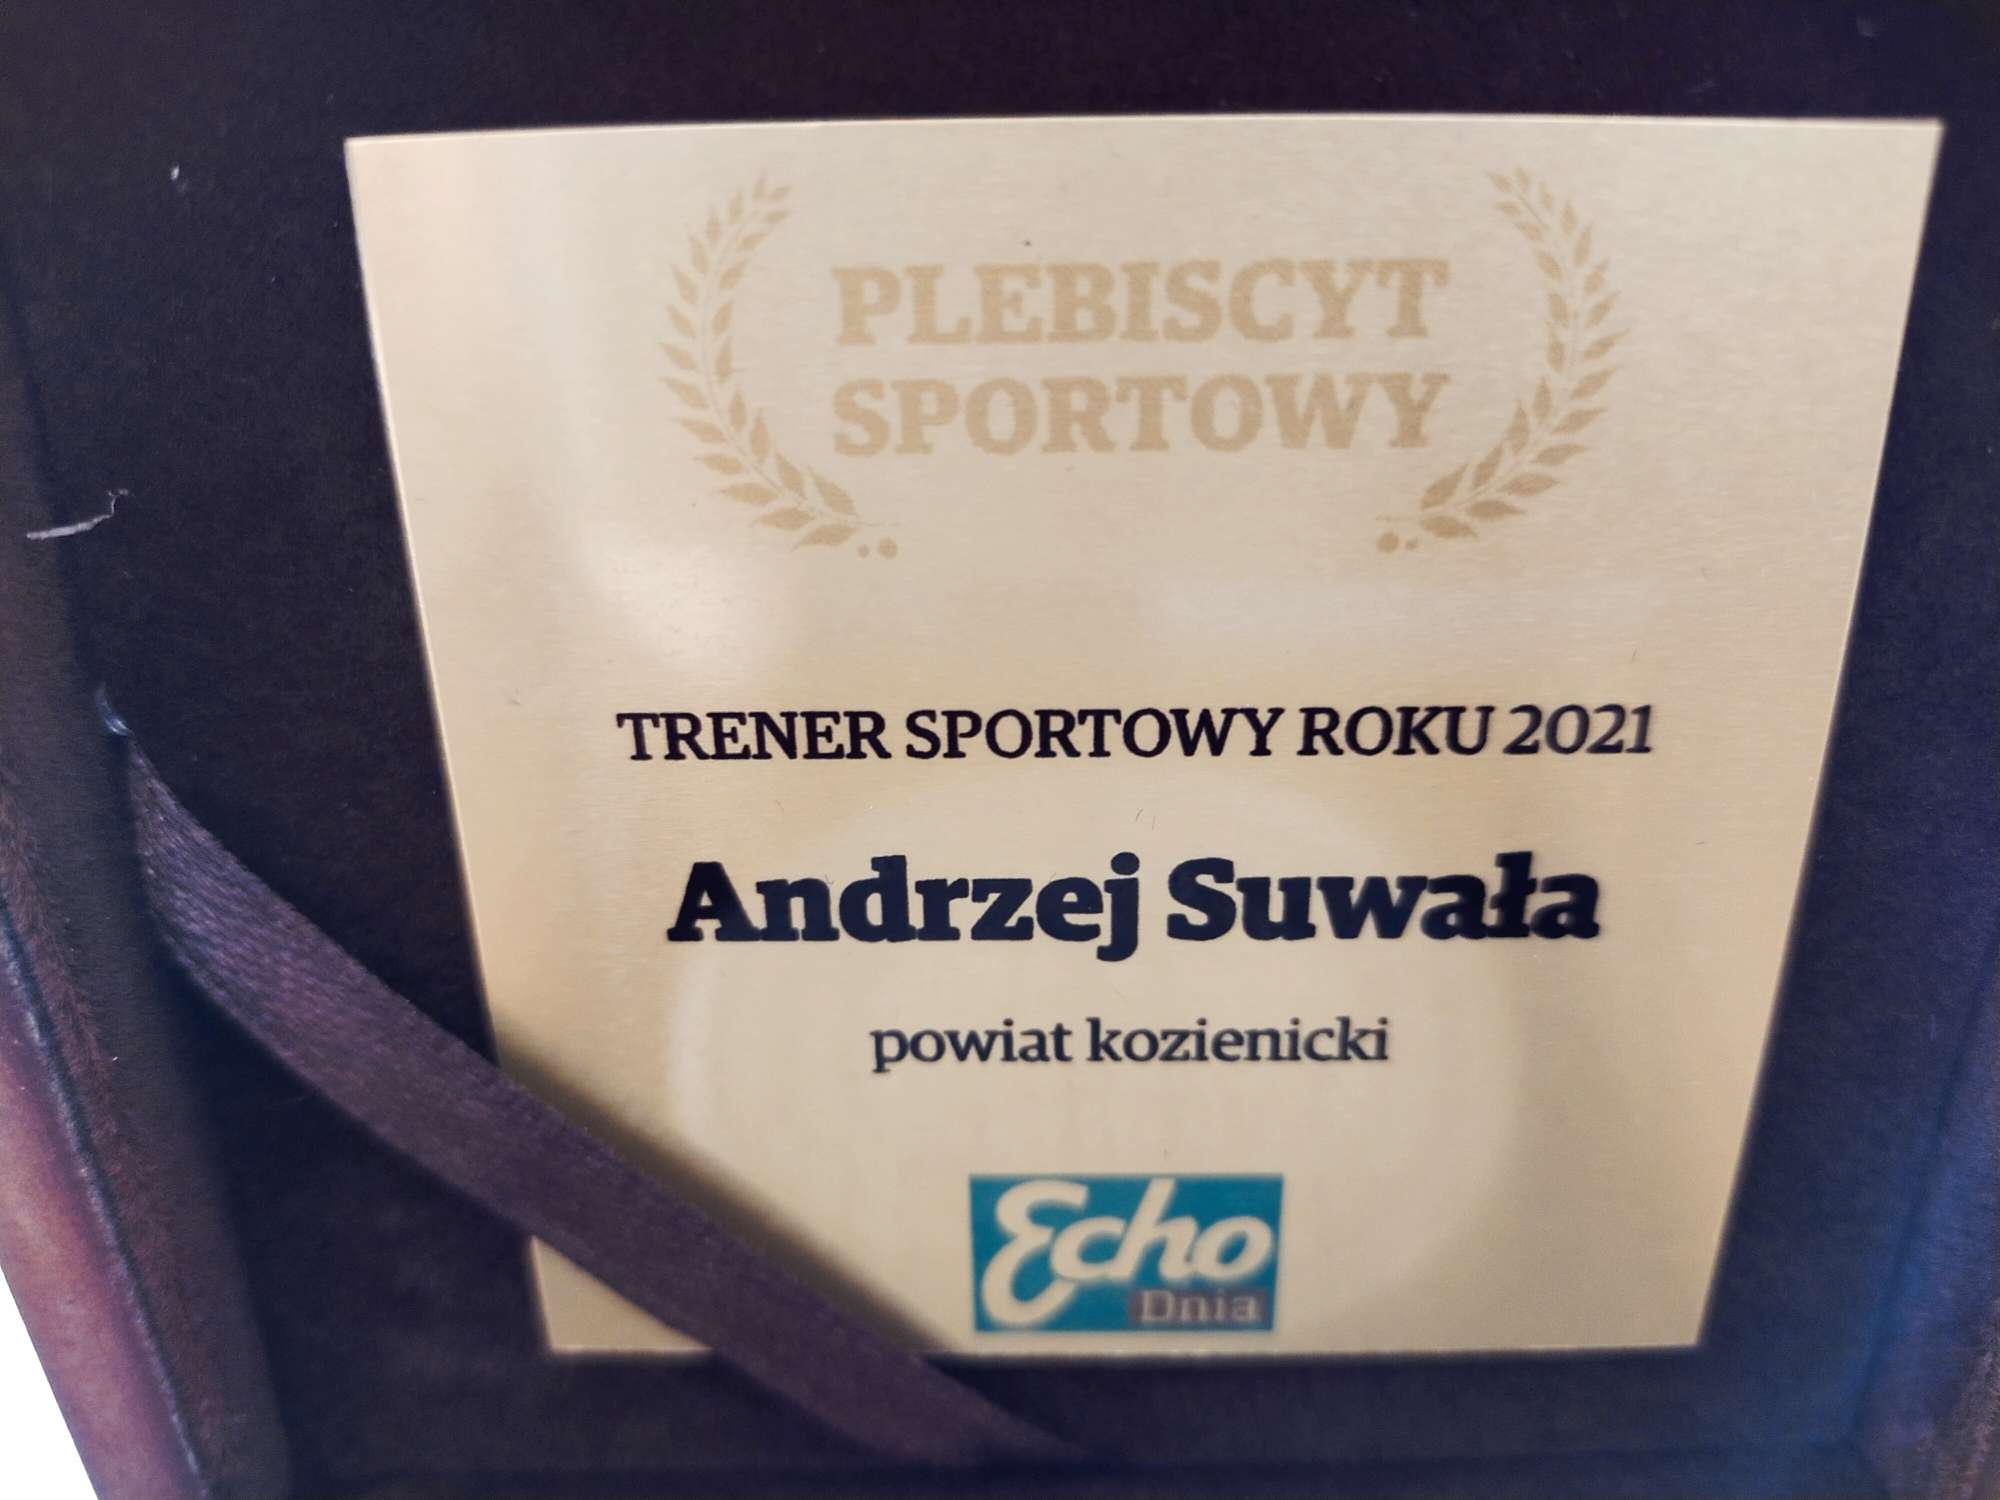 PLEBISCYT
SPORTOWY
TRENER SPORTOWY ROKU 2021
Andrzej Suwała
powiat kozienicki
Echo
Dnia